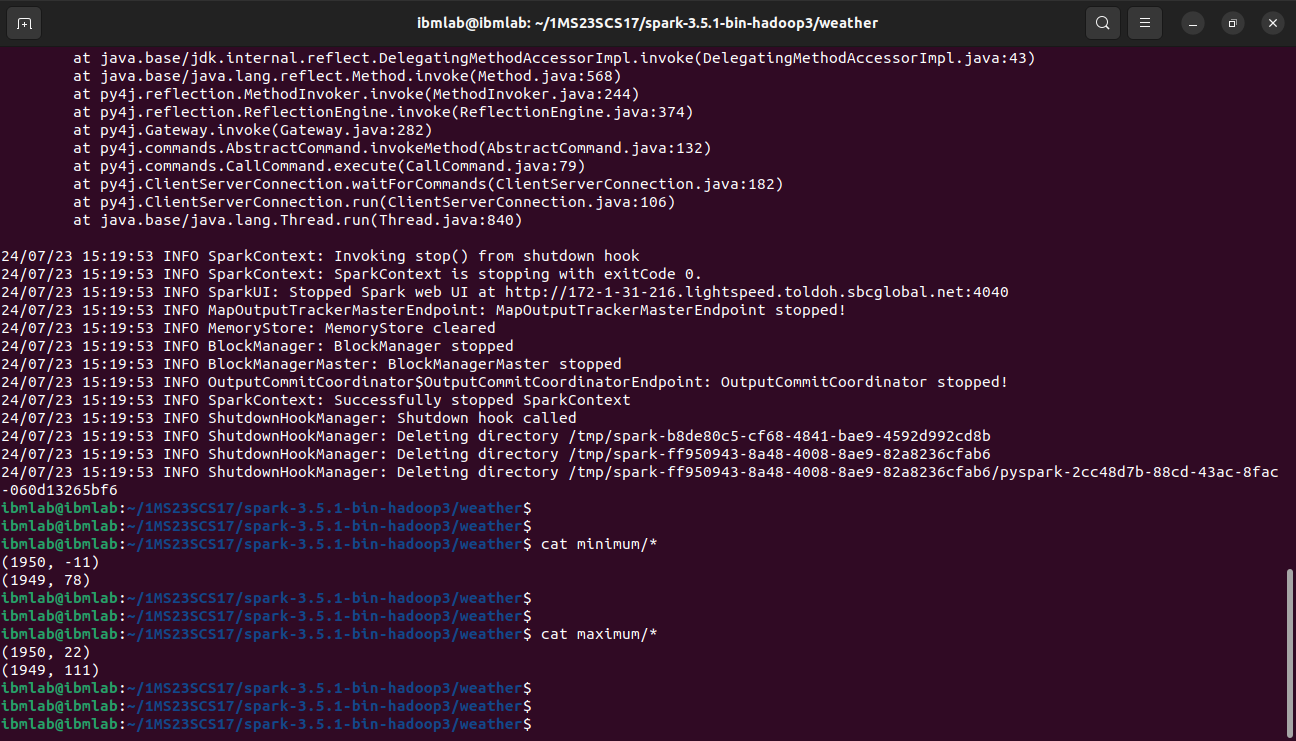 ibmlab@ibmlab: ~/1MS23SCS17/spark-3.5.1-bin-hadoop3/weather
at java.base/jdk.internal.reflect.DelegatingMethodAccessorImpl.invoke(DelegatingMethodAccessorImpl.java:43)
at java.base/java.lang.reflect.Method.invoke(Method.java:568)
at py4j.reflection.MethodInvoker.invoke(MethodInvoker.java:244)
at py4j.reflection.ReflectionEngine.invoke(ReflectionEngine.java:374)
at py4j.Gateway.invoke(Gateway.java:282)
at py4j.commands.AbstractCommand.invokeMethod(AbstractCommand.java:132)
at py4j.commands.CallCommand.execute(CallCommand.java:79)
at py4j.ClientServerConnection.waitForCommands(ClientServerConnection.java:182)
at py4j.ClientServerConnection.run(ClientServerConnection.java:106)
at java.base/java.lang.Thread.run(Thread.java:840)
24/07/23 15:19:53 INFO SparkContext: Invoking stop() from shutdown hook
24/07/23 15:19:53 INFO SparkContext: SparkContext is stopping with exitCode 0.
24/07/23 15:19:53 INFO SparkUI: Stopped Spark web UI at http://172-1-31-216.lightspeed.toldoh.sbcglobal.net:4040
24/07/23 15:19:53 INFO MapOutputTrackerMasterEndpoint: MapOutputTrackerMasterEndpoint stopped!
24/07/23 15:19:53 INFO MemoryStore: MemoryStore cleared
24/07/23 15:19:53 INFO BlockManager: BlockManager stopped
24/07/23 15:19:53 INFO BlockManagerMaster: BlockManagerMaster stopped
24/07/23 15:19:53 INFO OutputCommitCoordinator$OutputCommitCoordinatorEndpoint: OutputCommitCoordinator stopped!
24/07/23 15:19:53 INFO SparkContext: Successfully stopped SparkContext
24/07/23 15:19:53 INFO ShutdownHookManager: Shutdown hook called
24/07/23 15:19:53 INFO ShutdownHookManager: Deleting directory /tmp/spark-b8de80c5-cf68-4841-bae9-4592d992cd8b
24/07/23 15:19:53 INFO ShutdownHookManager: Deleting directory /tmp/spark-ff950943-8a48-4008-8ae9-82a8236cfab6
24/07/23 15:19:53 INFO ShutdownHookManager: Deleting directory /tmp/spark-ff950943-8a48-4008-8ae9-82a8236cfab6/pyspark-2cc48d7b-88cd-43ac-8fac
-060d13265bf6
ibmlab@ibmlab:~/1MS23SCS17/spark-3.5.1-bin-hadoop3/weather$
ibmlab@ibmlab:~/1MS23SCS17/spark-3.5.1-bin-hadoop3/weather$
ibmlab@ibmlab:~/1MS23SCS17/spark-3.5.1-bin-hadoop3/weather$ cat minimum/*
(1950, -11)
(1949, 78)
ibmlab@ibmlab:~/1MS23SCS17/spark-3.5.1-bin-hadoop3/weather$
ibmlab@ibmlab:~/1MS23SCS17/spark-3.5.1-bin-hadoop3/weather$
ibmlab@ibmlab:~/1MS23SCS17/spark-3.5.1-bin-hadoop3/weather$ cat maximum/*
(1950, 22)
(1949, 111)
ibmlab@ibmlab:~/1MS23SCS17/spark-3.5.1-bin-hadoop3/weather$
ibmlab@ibmlab:~/1MS23SCS17/spark-3.5.1-bin-hadoop3/weather$
ibmlab@ibmlab:~/1MS23SCS17/spark-3.5.1-bin-hadoop3/weather$